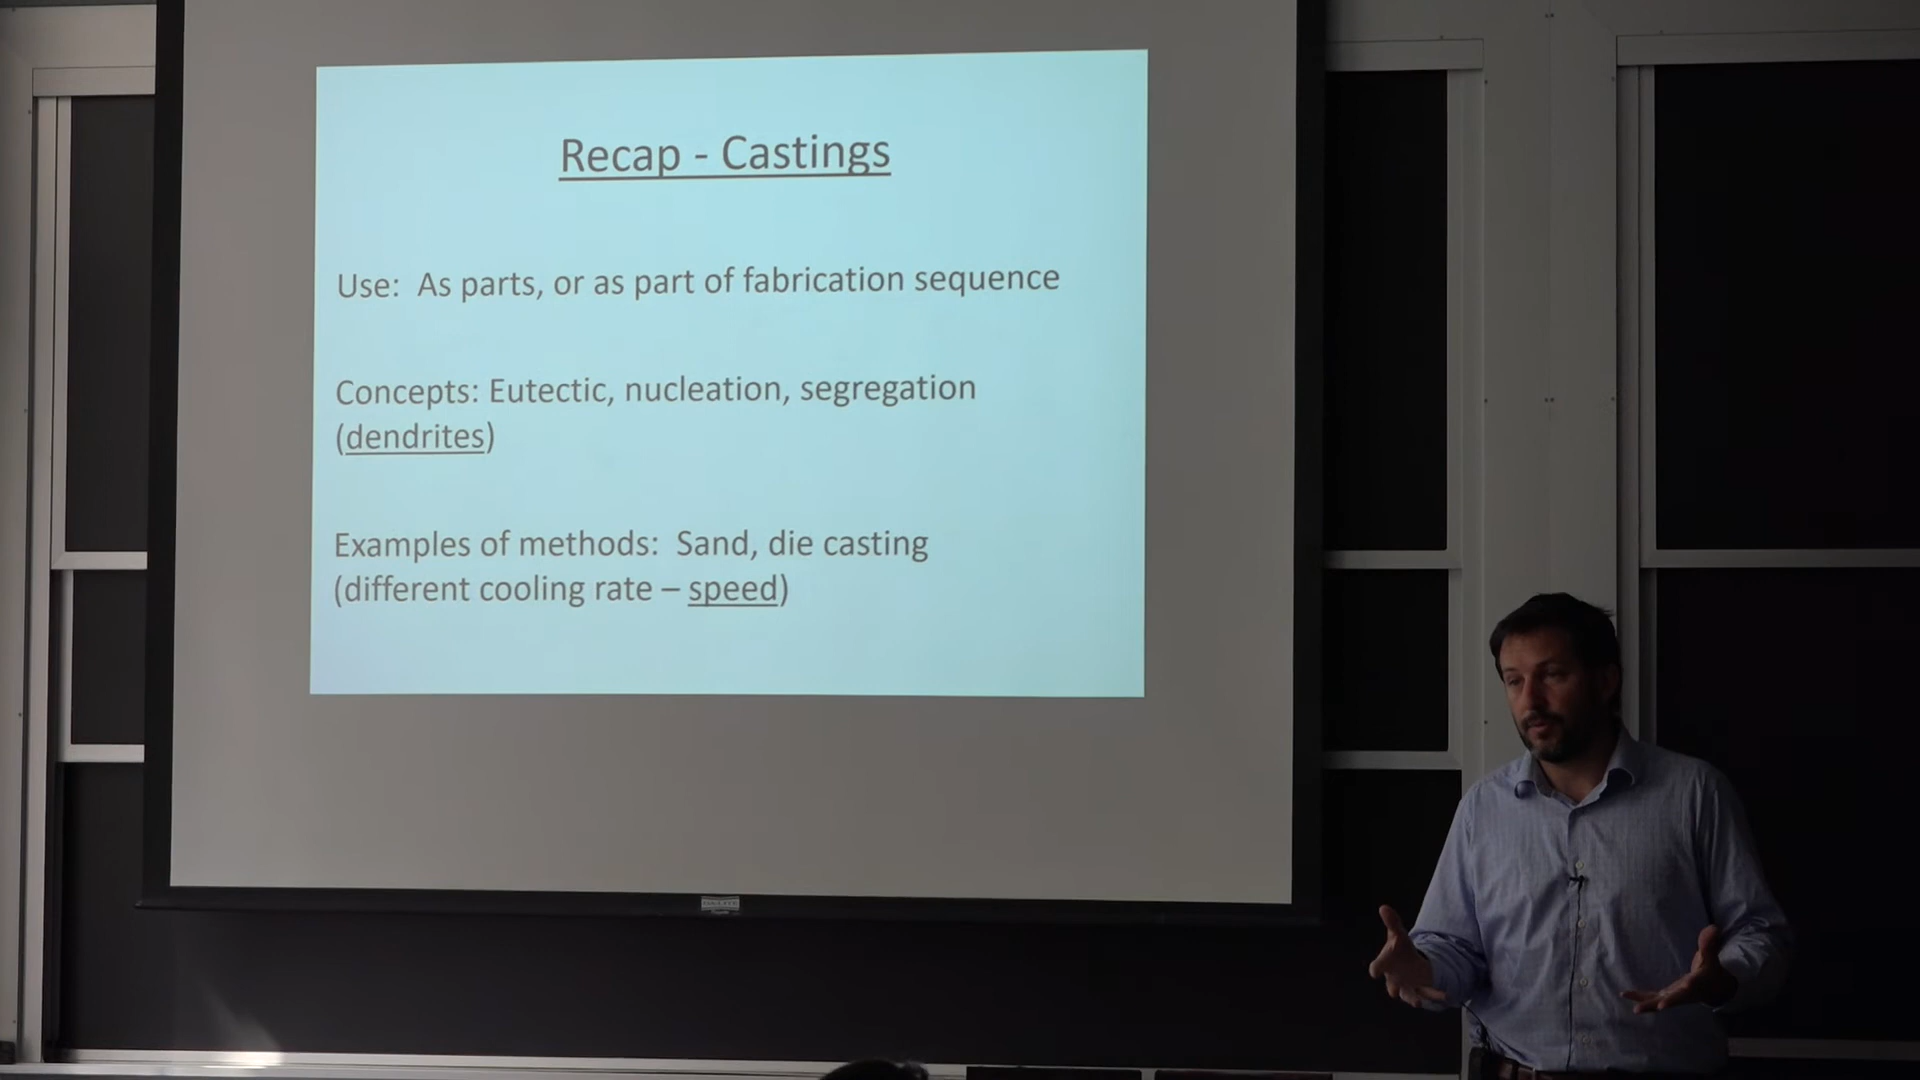 Recap - Castings
Use: As parts, or as part of fabrication sequence
Concepts: Eutectic, nucleation, segregation
(dendrites)
Examples of methods: Sand, die casting
(different cooling rate – speed)